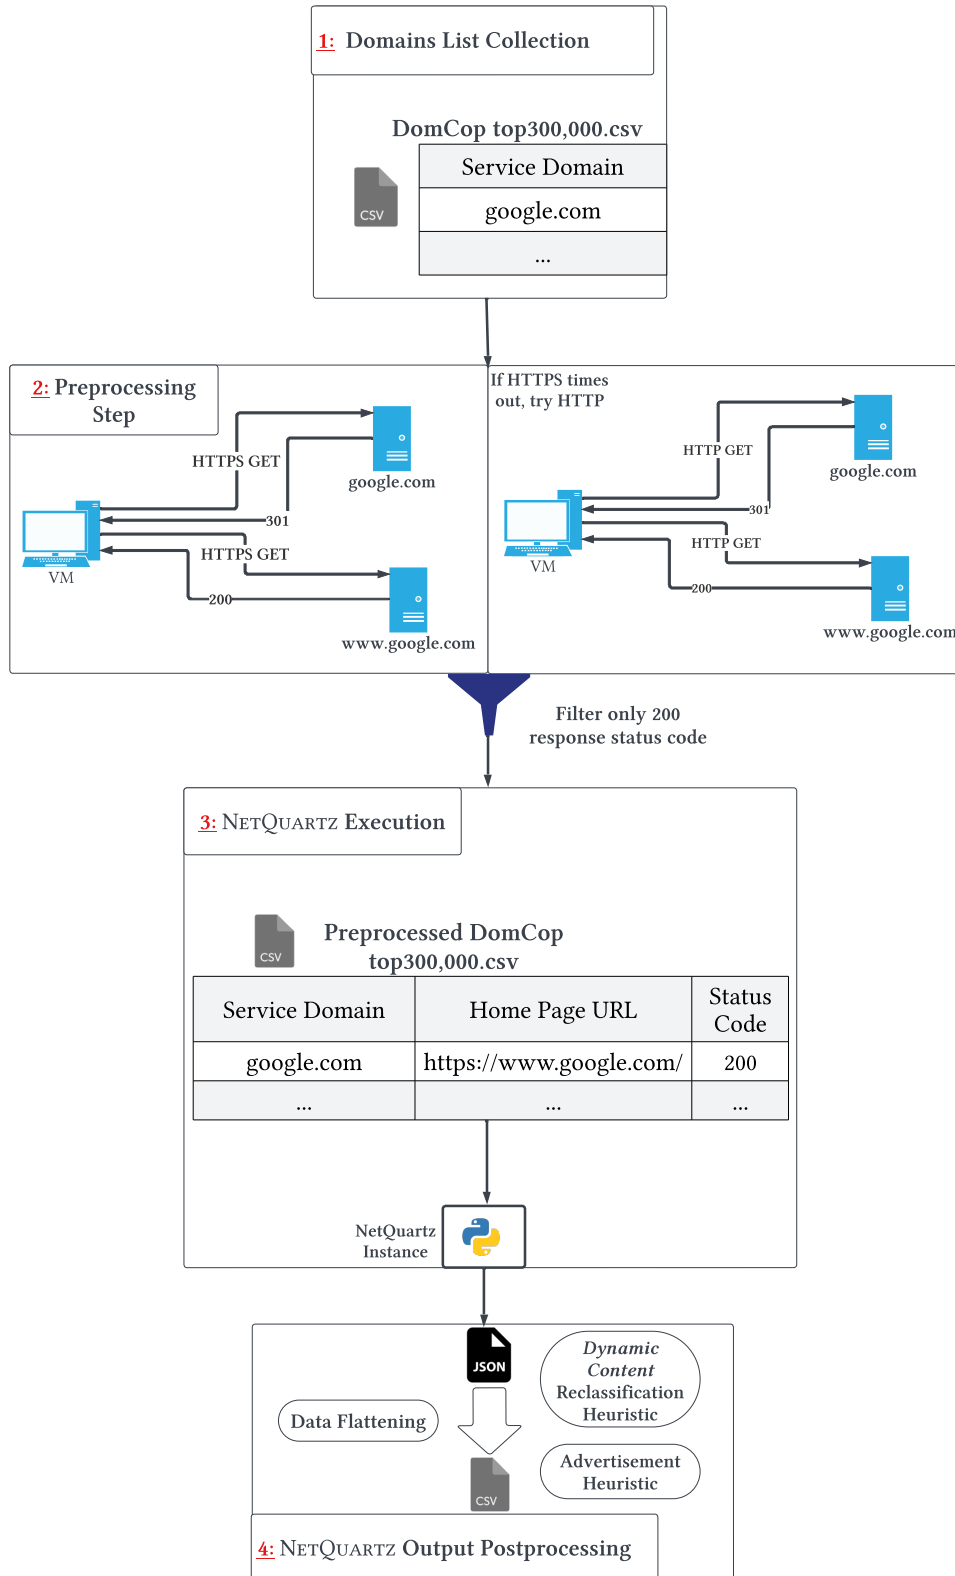 1: Domains List Collection
DomCop top300,000.csv
CSV
Service Domain
google.com
...
2: Preprocessing
Step
HTTPS GET
google.com
301
HTTPS GET
VM
200
www.google.com
If HTTPS times
out, try HTTP
HTTP GET
google.com
301
HTTP GET
VM
200
www.google.com
Filter only 200
response status code
3: NETQUARTZ Execution
CSV
Preprocessed DomCop
top300,000.csv
Service Domain Home Page URL Status Code
google.com https://www.google.com/ 200
... ... ...
NetQuartz
Instance
JSON
Dynamic
Content
Reclassification
Heuristic
Data Flattening
Advertisement
Heuristic
CSV
4: NETQUARTZ Output Postprocessing